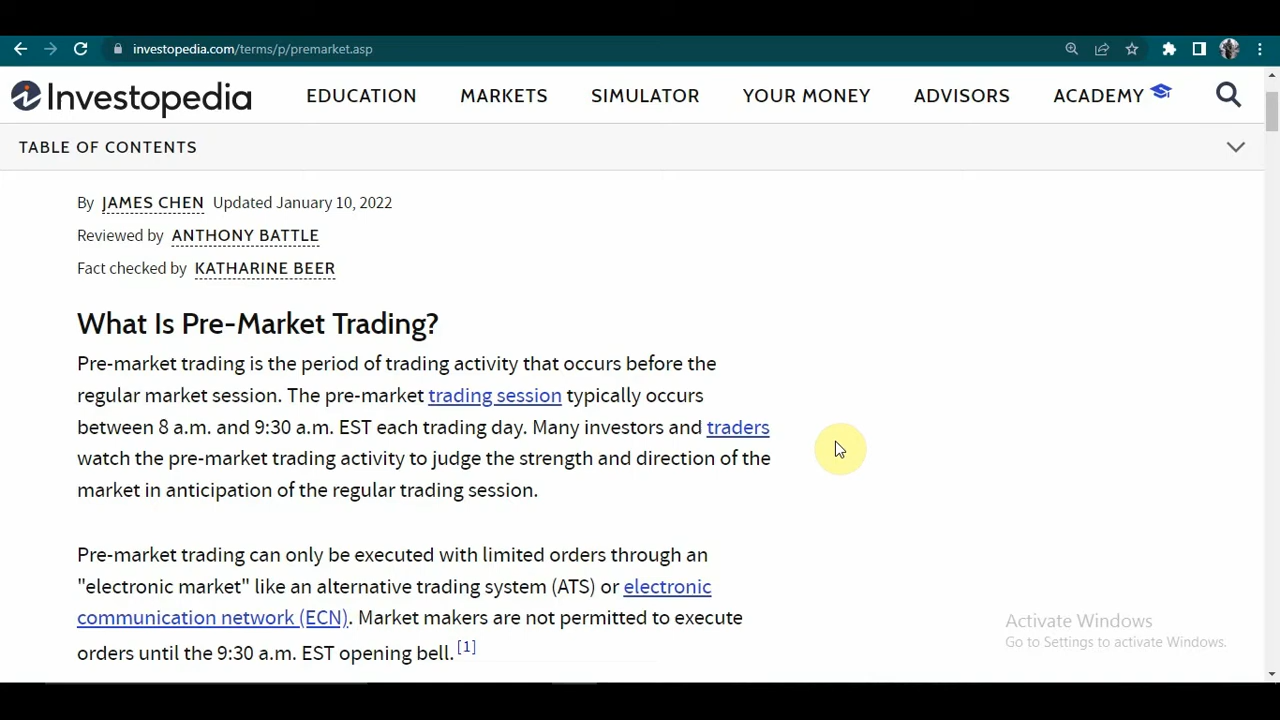 investopedia.com/terms/p/premarket.asp
Investopedia EDUCATION MARKETS SIMULATOR YOUR MONEY ADVISORS ACADEMY
TABLE OF CONTENTS
By JAMES CHEN Updated January 10, 2022
Reviewed by ANTHONY BATTLE
Fact checked by KATHARINE BEER
What Is Pre-Market Trading?
Pre-market trading is the period of trading activity that occurs before the
regular market session. The pre-market trading session typically occurs
between 8 a.m. and 9:30 a.m. EST each trading day. Many investors and traders
watch the pre-market trading activity to judge the strength and direction of the
market in anticipation of the regular trading session.
Pre-market trading can only be executed with limited orders through an
"electronic market" like an alternative trading system (ATS) or electronic
communication network (ECN). Market makers are not permitted to execute
orders until the 9:30 a.m. EST opening bell. [1]
Activate Windows
Go to Settings to activate Windows.